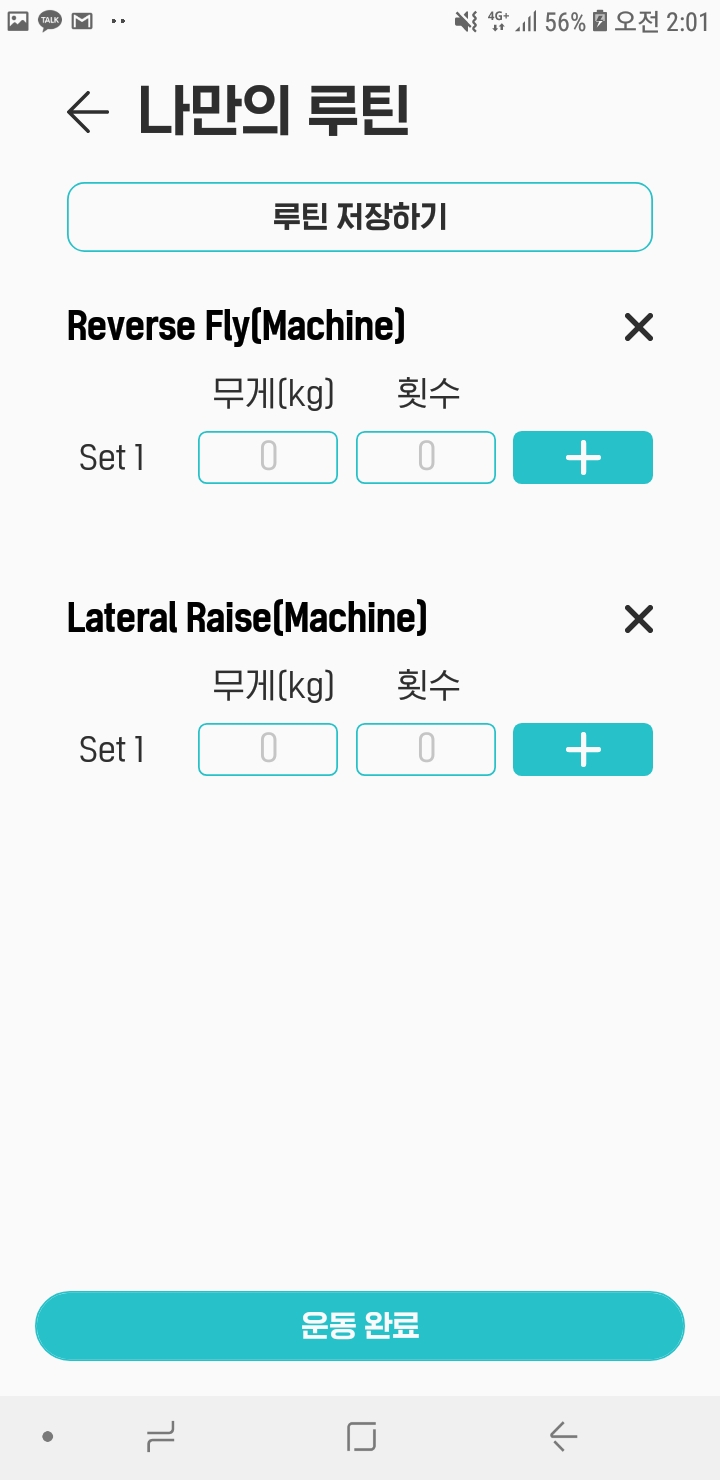 TALK 4G+ 56% 오전 2:01
나만의 루틴
루틴 저장하기
Reverse Fly(Machine)
무게(kg) 횟수
Set 1 0 0
Lateral Raise(Machine)
무게(kg) 횟수
Set 1 0 0
운동 완료